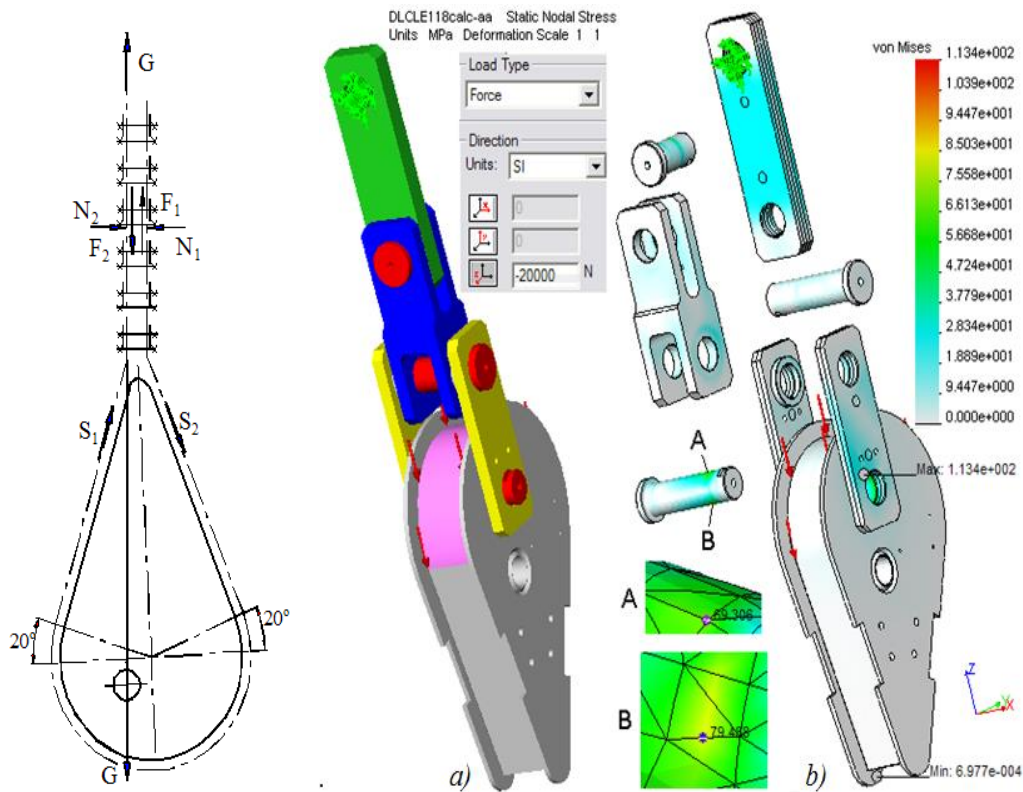 DLCLE118calc-aa Static Nodal Stress
Units MPa Deformation Scale 1 1
G
N2
F1
F2
N1
S1
S2
20°
20°
G
Load Type
Force
Direction
Units: SI
0
0
-20000 N
a)
von Mises
1.134e+002
1.039e+002
9.447e+001
8.503e+001
7.558e+001
6.613e+001
5.668e+001
4.724e+001
3.779e+001
2.834e+001
1.889e+001
9.447e+000
0.000e+000
Max: 1.134e+002
A
B
A
B
79.488
Min: 6.977e-004
Z
Y
X
b)